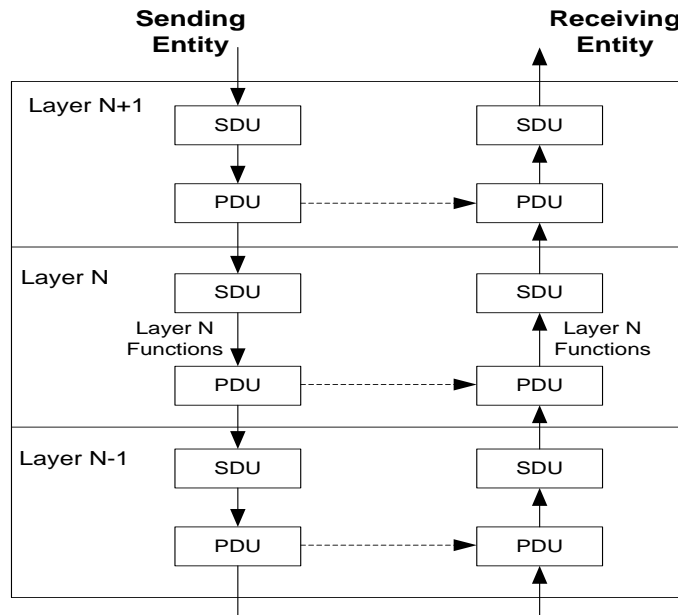 Sending
Entity
Receiving
Entity
Layer N+1
SDU
SDU
PDU
PDU
Layer N
SDU
SDU
Layer N
Functions
Layer N
Functions
PDU
PDU
Layer N-1
SDU
SDU
PDU
PDU